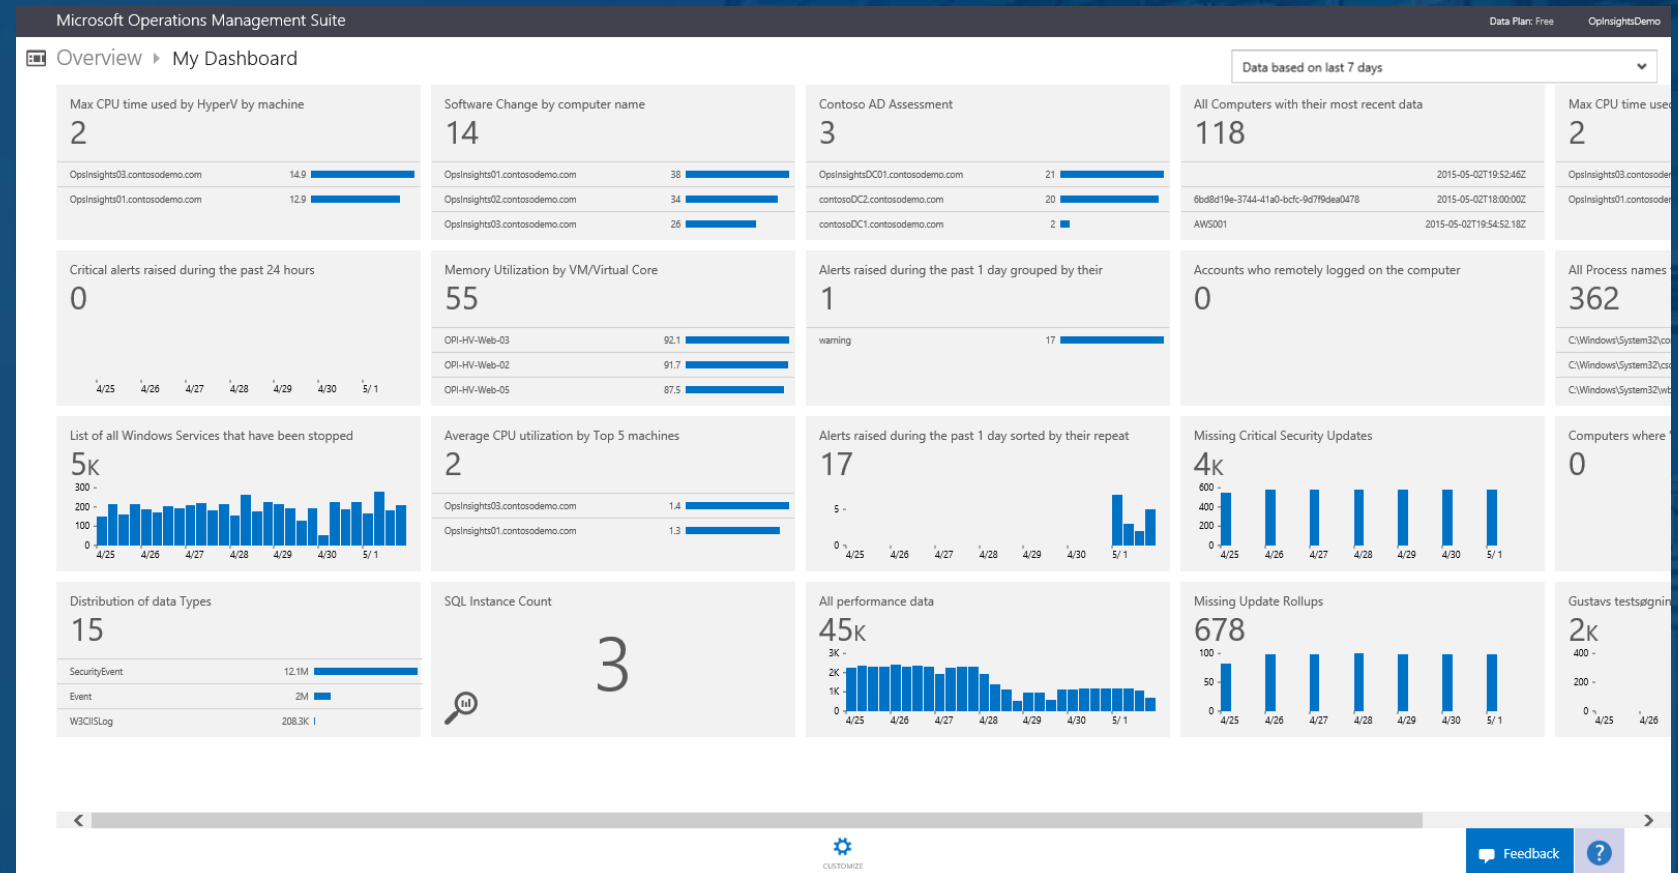 Microsoft Operations Management Suite
Data Plan: Free OpInsightsDemo
Overview My Dashboard
Data based on last 7 days
Max CPU time used by HyperV by machine
2
OpsInsights03.contosodemo.com 14.9
OpsInsights01.contosodemo.com 12.9
Software Change by computer name
14
OpsInsights01.contosodemo.com 38
OpsInsights02.contosodemo.com 34
OpsInsights03.contosodemo.com 26
Contoso AD Assessment
3
OpsInsightsDC01.contosodemo.com 21
contosoDC2.contosodemo.com 20
contosoDC1.contosodemo.com 2
All Computers with their most recent data
118
2015-05-02T19:52:46Z
6bd8d19e-3744-41a0-bcfc-9d7f9dea0478 2015-05-02T18:00:00Z
AWS001 2015-05-02T19:54:52.18Z
Max CPU time used
2
OpsInsights03.contosodem
OpsInsights01.contosodem
Critical alerts raised during the past 24 hours
0
4/25 4/26 4/27 4/28 4/29 4/30 5/ 1
Memory Utilization by VM/Virtual Core
55
OPI-HV-Web-03 92.1
OPI-HV-Web-02 91.7
OPI-HV-Web-05 87.5
Alerts raised during the past 1 day grouped by their
1
warning 17
Accounts who remotely logged on the computer
0
All Process names
362
C:\Windows\System32\co
C:\Windows\System32\csr
C:\Windows\System32\wb
List of all Windows Services that have been stopped
5K
300
200
100
0
4/25 4/26 4/27 4/28 4/29 4/30 5/ 1
Average CPU utilization by Top 5 machines
2
OpsInsights03.contosodemo.com 1.4
OpsInsights01.contosodemo.com 1.3
Alerts raised during the past 1 day sorted by their repeat
17
5
0
4/25 4/26 4/27 4/28 4/29 4/30 5/ 1
Missing Critical Security Updates
4K
600
400
200
0
4/25 4/26 4/27 4/28 4/29 4/30 5/ 1
Computers where
0
Distribution of data Types
15
SecurityEvent 12.1M
Event 2M
W3CIISLog 208.3K
SQL Instance Count
3
All performance data
45K
3K
2K
1K
0
4/25 4/26 4/27 4/28 4/29 4/30 5/ 1
Missing Update Rollups
678
100
50
0
4/25 4/26 4/27 4/28 4/29 4/30 5/ 1
Gustavs testsøgnin
2K
400
200
0
4/25 4/26
CUSTOMIZE
Feedback
?